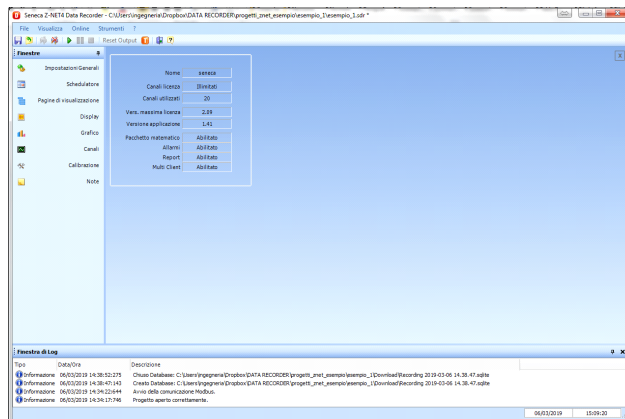 Seneca Z-NET4 Data Recorder - C:\Users\ingegneria\Dropbox\DATA RECORDER\progetti_znet_esempio\esempio_1\esempio_1.sdr *
File Visualizza Online Strumenti ?
Reset Output
Finestre
Impostazioni Generali
Schedulatore
Pagine di visualizzazione
Display
Grafico
Canali
Calibrazione
Note
Nome seneca
Canali licenza Illimitati
Canali utilizzati 20
Vers. massima licenza 2.89
Versione applicazione 1.41
Pacchetto matematico Abilitato
Allarmi Abilitato
Report Abilitato
Multi Client Abilitato
Finestra di Log
Tipo Data/Ora Descrizione
Informazione 06/03/2019 14:38:52:275 Chiuso Database: C:\Users\ingegneria\Dropbox\DATA RECORDER\progetti_znet_esempio\esempio_1\Download\Recording 2019-03-06 14.38.47.sqlite
Informazione 06/03/2019 14:38:47:143 Creato Database: C:\Users\ingegneria\Dropbox\DATA RECORDER\progetti_znet_esempio\esempio_1\Download\Recording 2019-03-06 14.38.47.sqlite
Informazione 06/03/2019 14:34:22:644 Avvio della comunicazione Modbus.
Informazione 06/03/2019 14:34:17:746 Progetto aperto correttamente.
06/03/2019 15:09:20